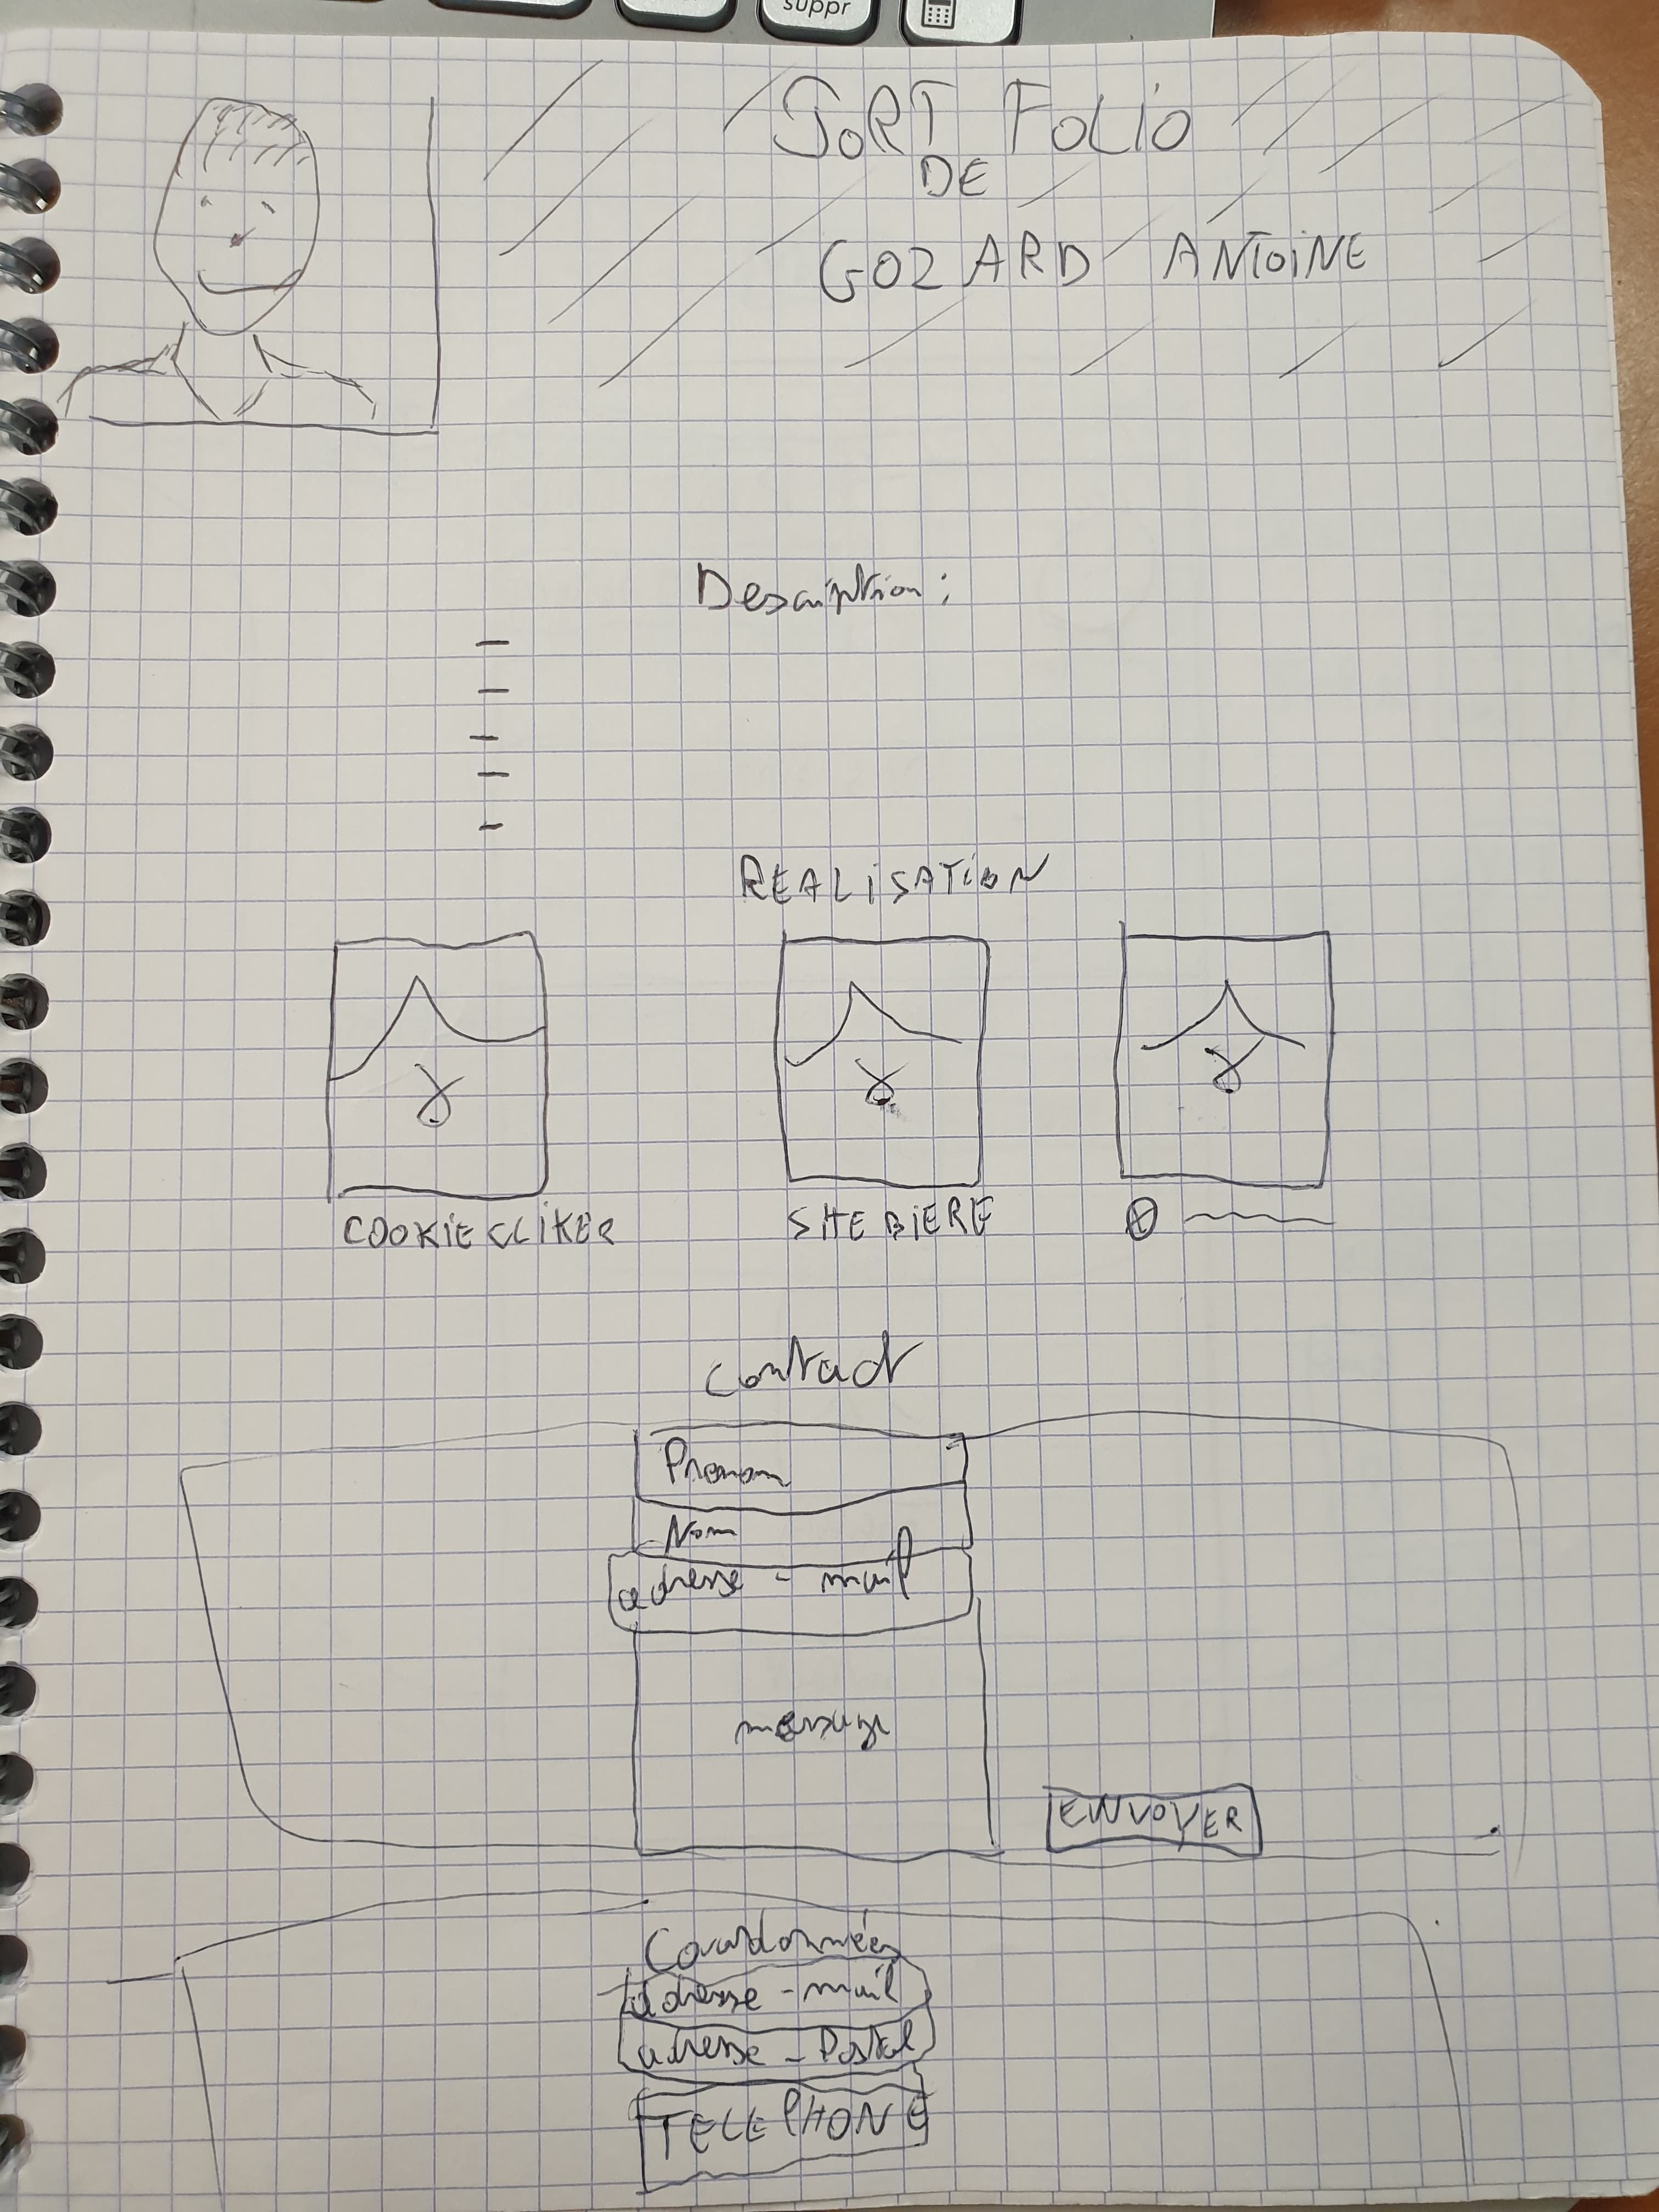 suppr
PORT FOLIO
DE
GOZARD ANTOINE
Description :
REALISATION
COOKIE CLIKER
SITE BIERE
Contact
Prenom
Nom
adresse - mail
message
ENVOYER
Coordonnées
adresse - mail
adresse - Postal
TELEPHONE